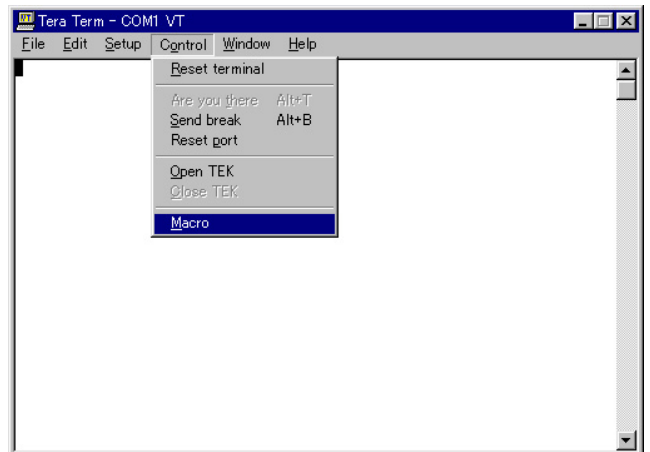 Tera Term - COM1 VT
File Edit Setup Control Window Help
Reset terminal
Are you there Alt+T
Send break Alt+B
Reset port
Open TEK
Close TEK
Macro